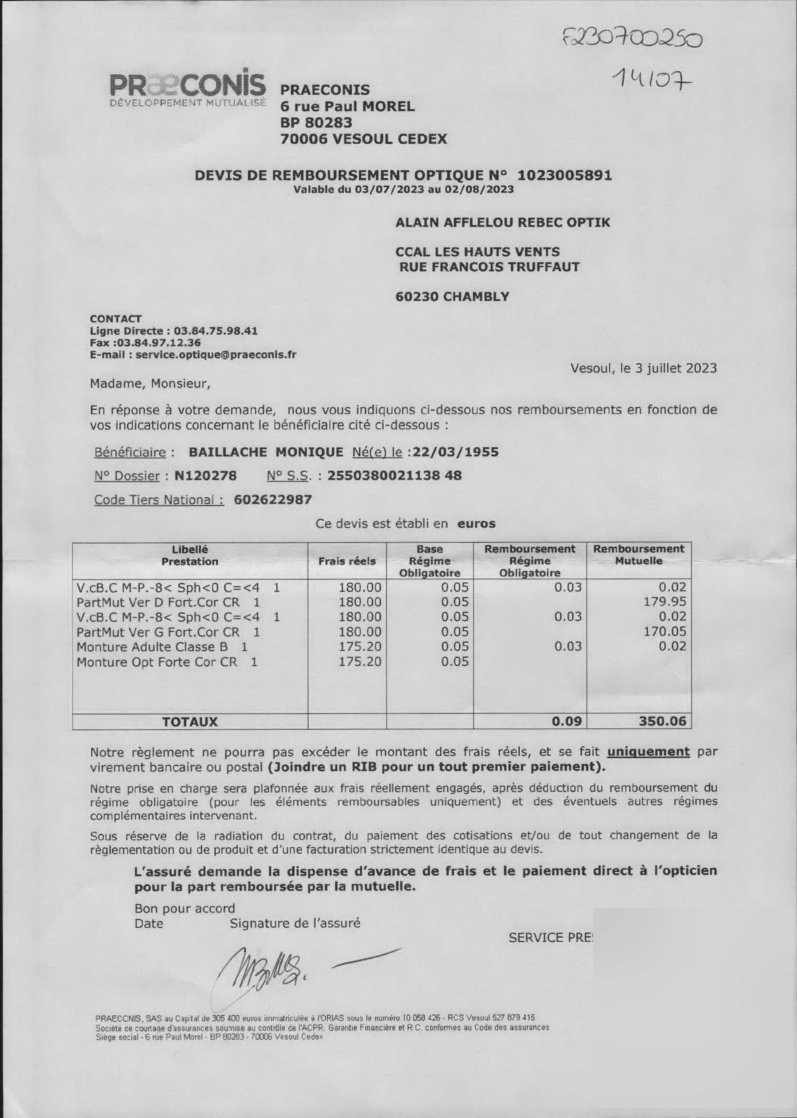 F230700250
14/07
PRÆCONIS
DÉVELOPPEMENT MUTUALISÉ
PRAECONIS
6 rue Paul MOREL
BP 80283
70006 VESOUL CEDEX
DEVIS DE REMBOURSEMENT OPTIQUE N° 1023005891
Valable du 03/07/2023 au 02/08/2023
ALAIN AFFLELOU REBEC OPTIK
CCAL LES HAUTS VENTS
RUE FRANCOIS TRUFFAUT
60230 CHAMBLY
CONTACT
Ligne Directe : 03.84.75.98.41
Fax :03.84.97.12.36
E-mail : service.optique@praeconis.fr
Vesoul, le 3 juillet 2023
Madame, Monsieur,
En réponse à votre demande, nous vous indiquons ci-dessous nos remboursements en fonction de
vos indications concernant le bénéficiaire cité ci-dessous :
Bénéficiaire : BAILLACHE MONIQUE Né(e) le :22/03/1955
N° Dossier : N120278 N° S.S. : 2550380021138 48
Code Tiers National : 602622987
Ce devis est établi en euros
Libellé Prestation Frais réels Base Régime Obligatoire Remboursement Régime Obligatoire Remboursement Mutuelle
V.cB.C M-P.-8< Sph<0 C=<4 1 180.00 0.05 0.03 0.02
PartMut Ver D Fort.Cor CR 1 180.00 0.05 179.95
V.cB.C M-P.-8< Sph<0 C=<4 1 180.00 0.05 0.03 0.02
PartMut Ver G Fort.Cor CR 1 180.00 0.05 170.05
Monture Adulte Classe B 1 175.20 0.05 0.03 0.02
Monture Opt Forte Cor CR 1 175.20 0.05
TOTAUX 0.09 350.06
Notre règlement ne pourra pas excéder le montant des frais réels, et se fait uniquement par
virement bancaire ou postal (Joindre un RIB pour un tout premier paiement).
Notre prise en charge sera plafonnée aux frais réellement engagés, après déduction du remboursement du
régime obligatoire (pour les éléments remboursables uniquement) et des éventuels autres régimes
complémentaires intervenant.
Sous réserve de la radiation du contrat, du paiement des cotisations et/ou de tout changement de la
règlementation ou de produit et d'une facturation strictement identique au devis.
L'assuré demande la dispense d'avance de frais et le paiement direct à l'opticien
pour la part remboursée par la mutuelle.
Bon pour accord
Date Signature de l'assuré
SERVICE PRES
PRAECONIS, SAS au Capital de 305 400 euros immatriculée à l'ORIAS sous le numéro 10 058 426 - RCS Vesoul 527 879 415
Société de courtage d'assurances soumise au contrôle de l'ACPR, Garantie Financière et R.C. conformes au Code des assurances
Siège social - 6 rue Paul Morel - BP 80283 - 70006 Vesoul Cedex